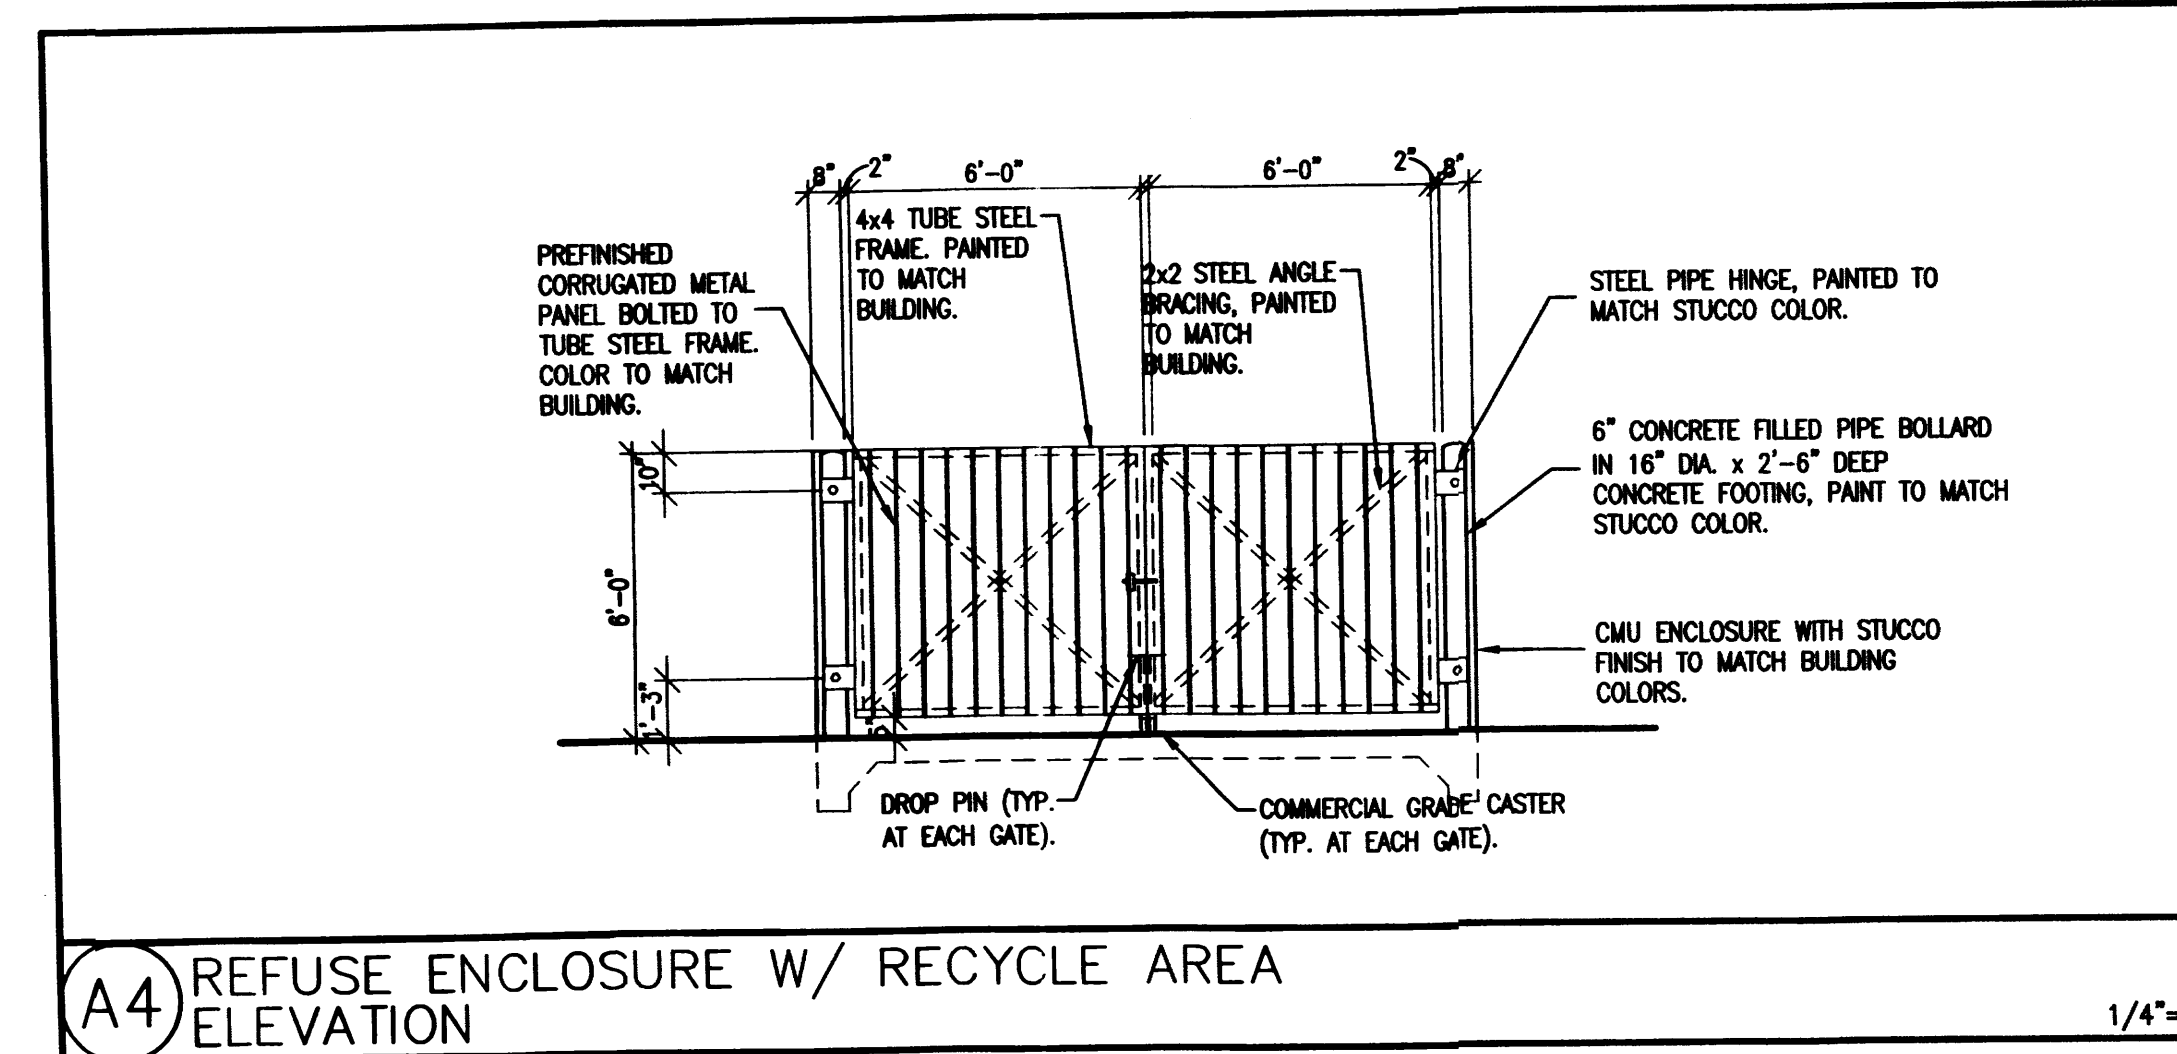 8"
2"
6'-0"
6'-0"
2"
8"
4x4 TUBE STEEL
FRAME. PAINTED
TO MATCH
BUILDING.
PREFINISHED
CORRUGATED METAL
PANEL BOLTED TO
TUBE STEEL FRAME.
COLOR TO MATCH
BUILDING.
2x2 STEEL ANGLE
BRACING, PAINTED
TO MATCH
BUILDING.
STEEL PIPE HINGE, PAINTED TO
MATCH STUCCO COLOR.
6" CONCRETE FILLED PIPE BOLLARD
IN 16" DIA. x 2'-6" DEEP
CONCRETE FOOTING, PAINT TO MATCH
STUCCO COLOR.
10"
6'-0"
1'-3"
CMU ENCLOSURE WITH STUCCO
FINISH TO MATCH BUILDING
COLORS.
DROP PIN (TYP.
AT EACH GATE).
COMMERCIAL GRADE CASTER
(TYP. AT EACH GATE).
A4
REFUSE ENCLOSURE W/ RECYCLE AREA
ELEVATION
1/4"=